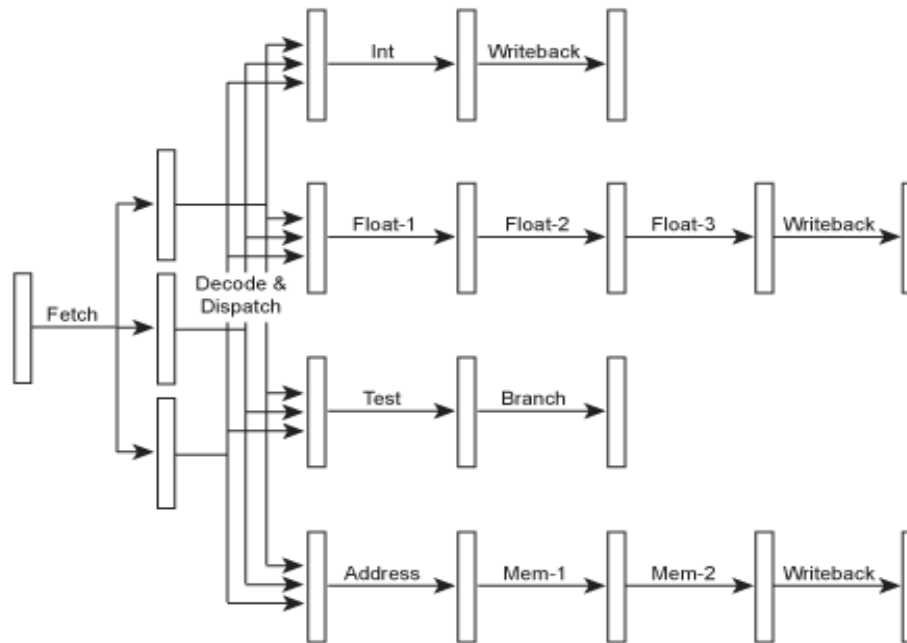 Int
Writeback
Float-1
Float-2
Float-3
Writeback
Decode &
Dispatch
Fetch
Test
Branch
Address
Mem-1
Mem-2
Writeback